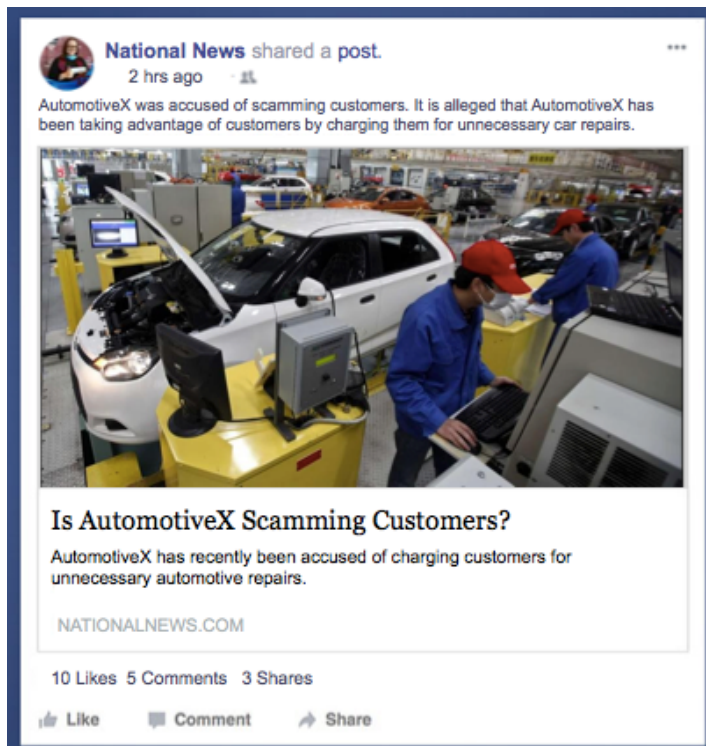 National News shared a post.
2 hrs ago
AutomotiveX was accused of scamming customers. It is alleged that AutomotiveX has
been taking advantage of customers by charging them for unnecessary car repairs.
Is AutomotiveX Scamming Customers?
AutomotiveX has recently been accused of charging customers for
unnecessary automotive repairs.
NATIONALNEWS.COM
10 Likes 5 Comments 3 Shares
Like Comment Share